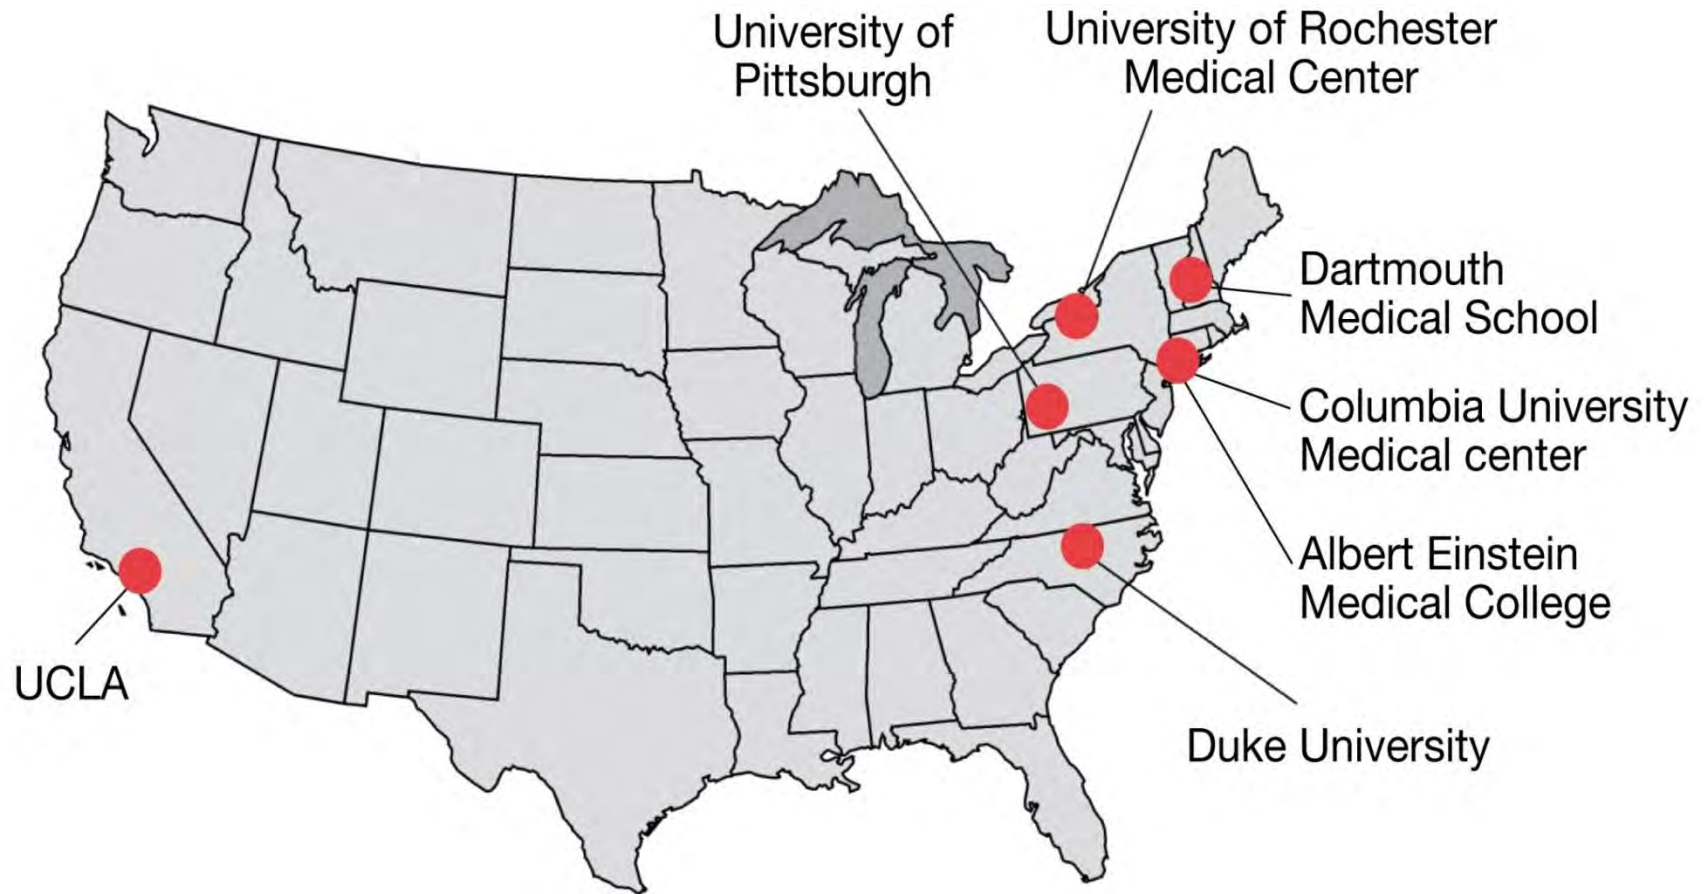 University of
Pittsburgh
University of Rochester
Medical Center
Dartmouth
Medical School
Columbia University
Medical center
Albert Einstein
Medical College
UCLA
Duke University